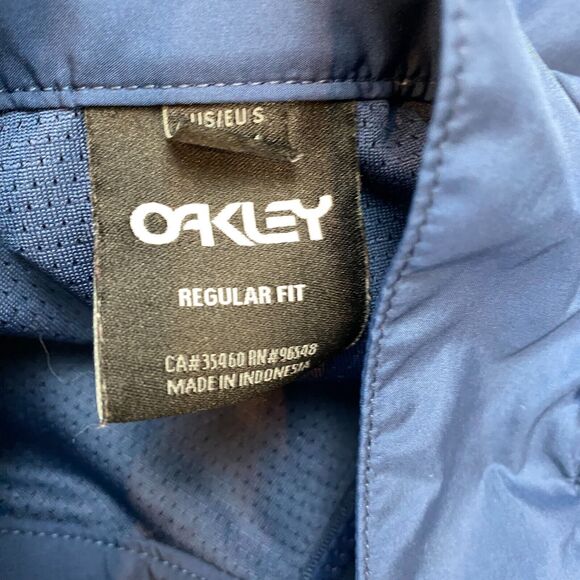 US/EU S
OAKLEY
REGULAR FIT
CA#35460 RN#96548
MADE IN INDONESIA